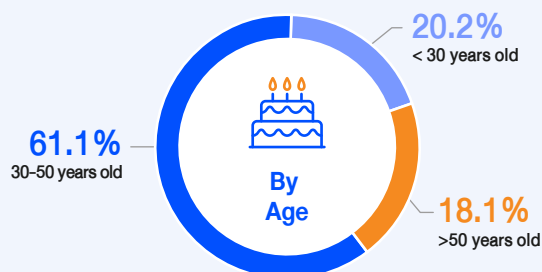 20.2%
< 30 years old
61.1%
30-50 years old
By
Age
18.1%
>50 years old